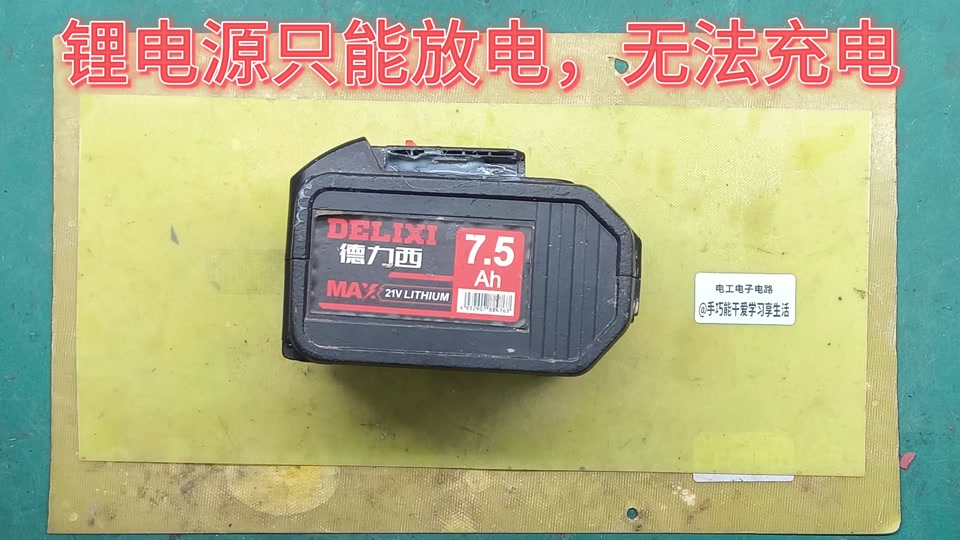 锂电源只能放电，无法充电
DELIXI
德力西
7.5
Ah
MAX 21V LITHIUM
电工电子电路
@手巧能干爱学习享生活